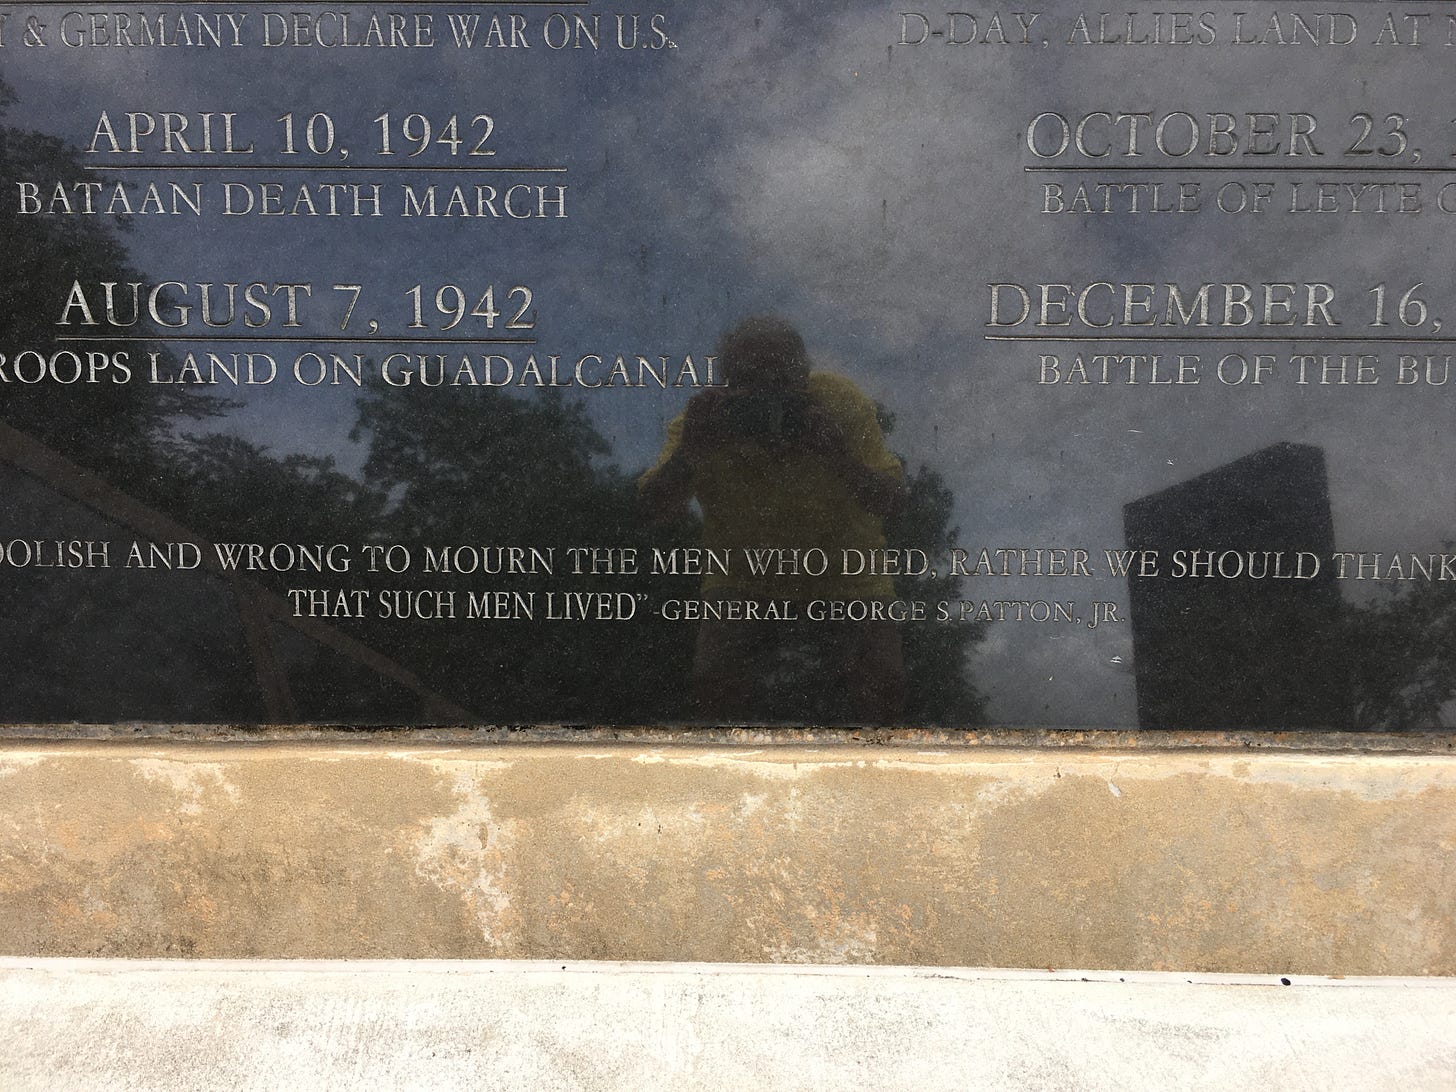 & GERMANY DECLARE WAR ON U.S.
APRIL 10, 1942
BATAAN DEATH MARCH
AUGUST 7, 1942
ROOPS LAND ON GUADALCANAL
D-DAY, ALLIES LAND AT
OCTOBER 23,
BATTLE OF LEYTE
DECEMBER 16,
BATTLE OF THE BU
OOLISH AND WRONG TO MOURN THE MEN WHO DIED, RATHER WE SHOULD THANK
THAT SUCH MEN LIVED" -GENERAL GEORGE S. PATTON, JR.